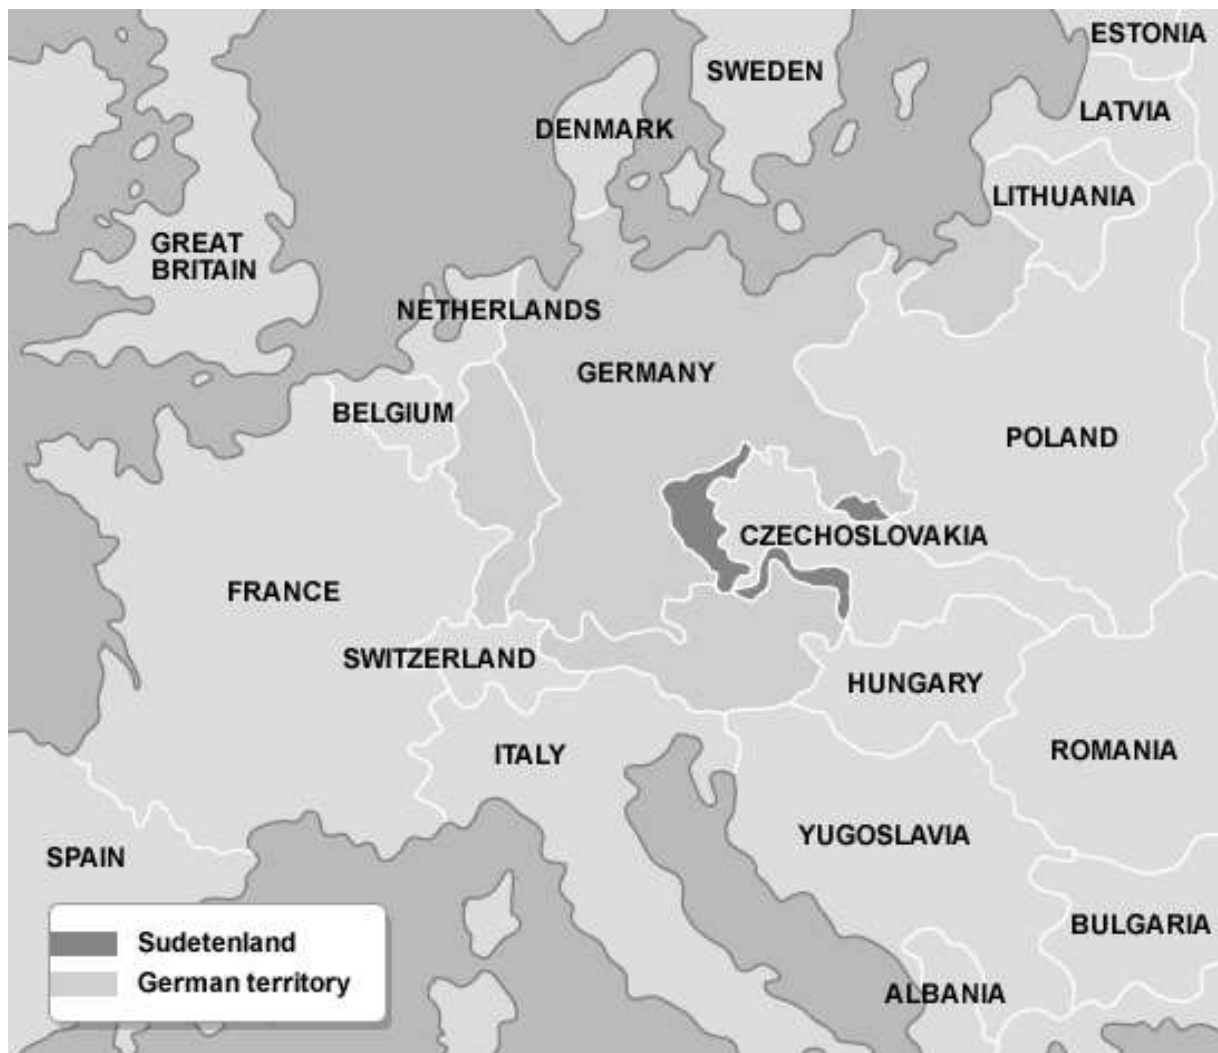 ESTONIA
SWEDEN
LATVIA
DENMARK
LITHUANIA
GREAT
BRITAIN
NETHERLANDS
GERMANY
BELGIUM
POLAND
CZECHOSLOVAKIA
FRANCE
SWITZERLAND
HUNGARY
ITALY
ROMANIA
YUGOSLAVIA
SPAIN
BULGARIA
Sudetenland
German territory
ALBANIA